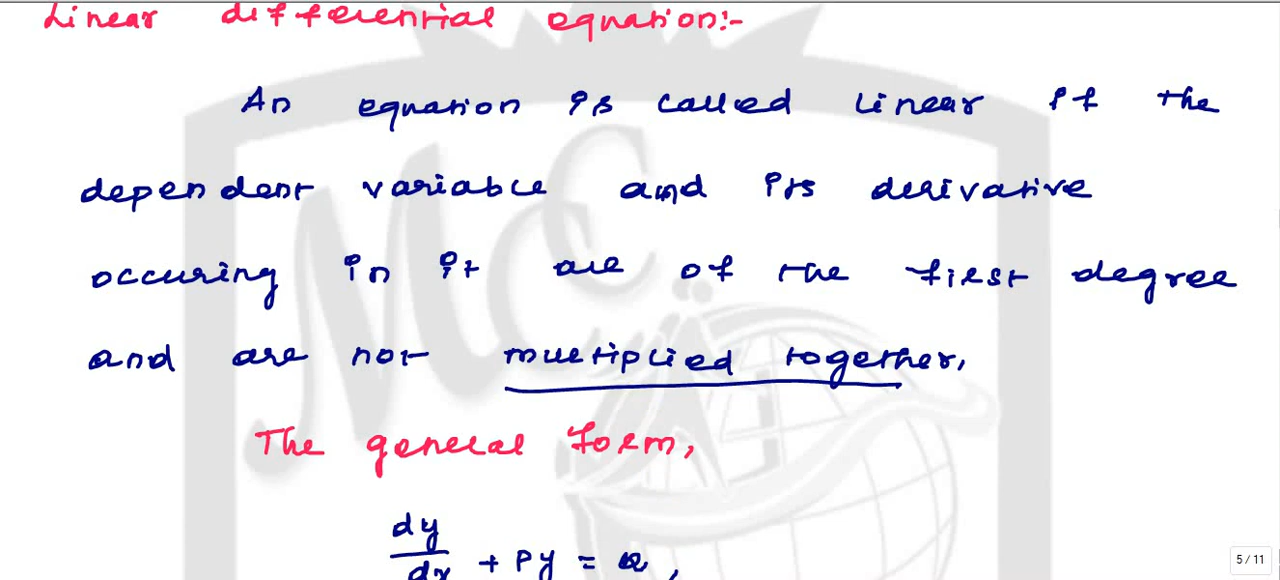 Linear differential equation:-
An equation is called linear if the
dependent variable and its derivative
occuring in it are of the first degree
and are not multiplied together.
The general form,
dy/dx + Py = Q,
MCC
5 / 11